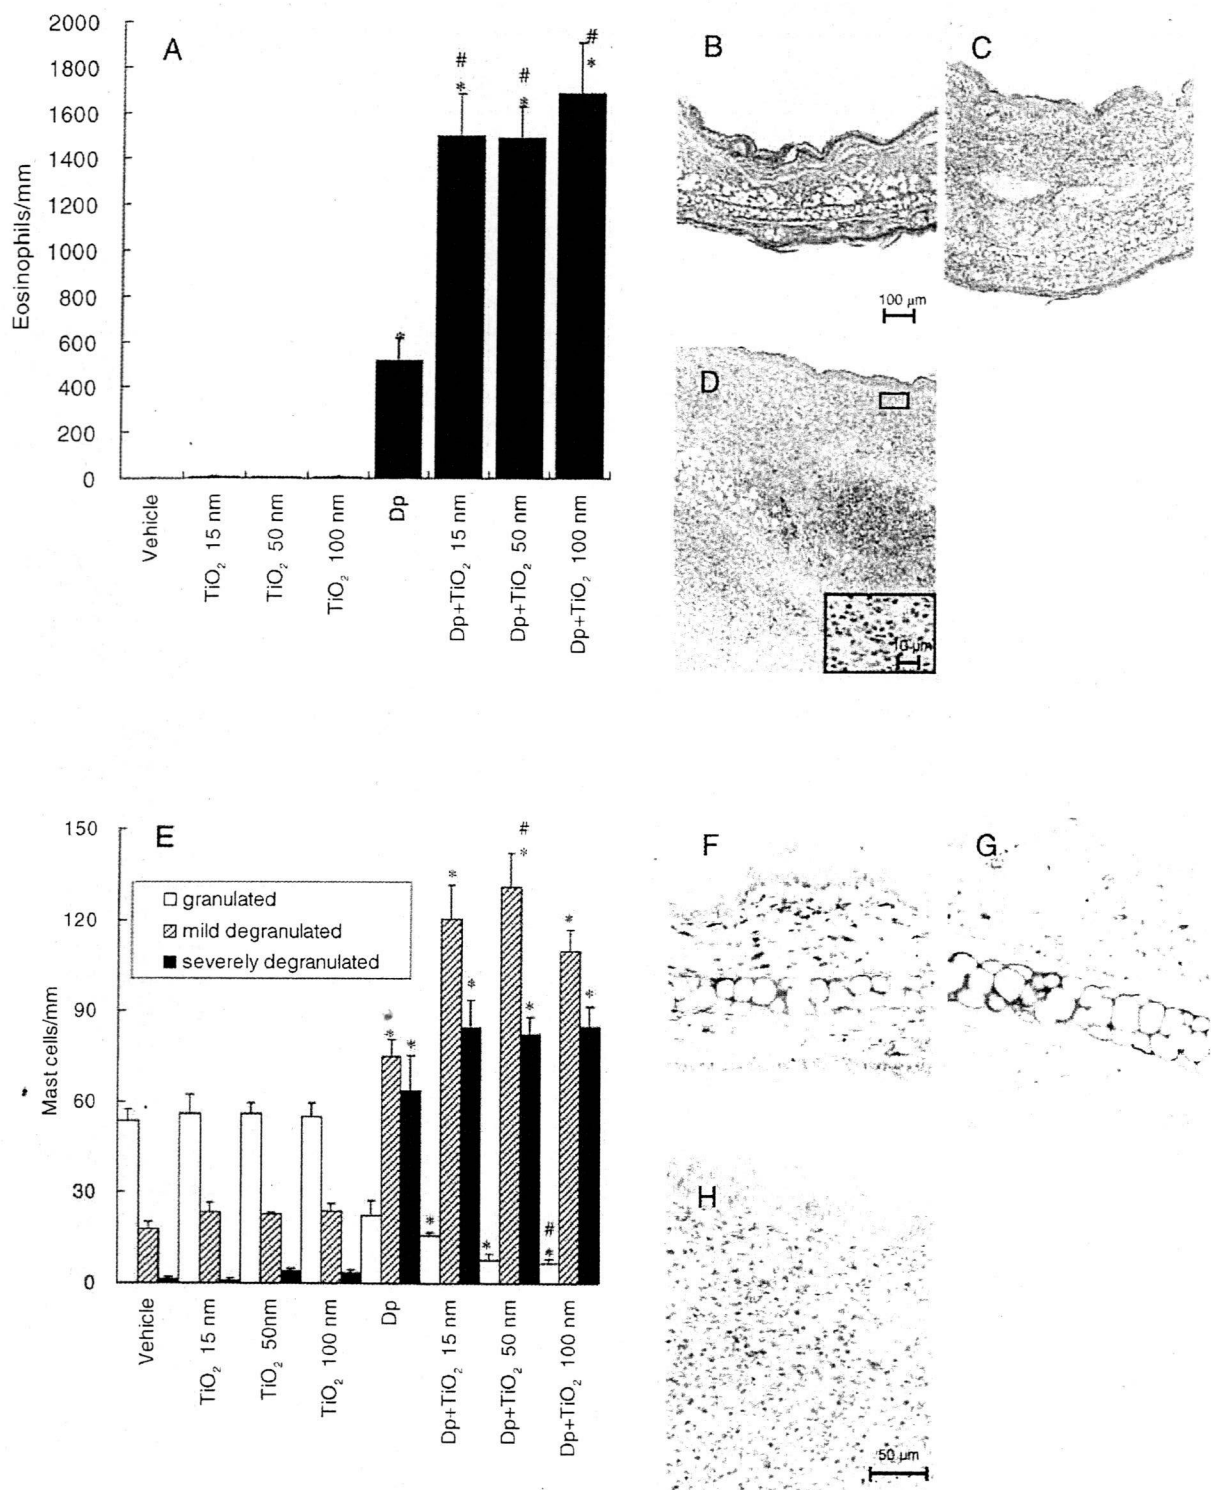 A
2000
1800
1600
1400
1200
1000
800
600
400
200
0
Eosinophils/mm
*
# *
# *
# *
Vehicle
TiO₂ 15 nm
TiO₂ 50 nm
TiO₂ 100 nm
Dp
Dp+TiO₂ 15 nm
Dp+TiO₂ 50 nm
Dp+TiO₂ 100 nm
B
C
100 µm
D
10 µm
E
150
120
90
60
30
0
Mast cells/mm
granulated
mild degranulated
severely degranulated
*
*
*
*
*
*
# *
*
# *
*
*
Vehicle
TiO₂ 15 nm
TiO₂ 50nm
TiO₂ 100 nm
Dp
Dp+TiO₂ 15 nm
Dp+TiO₂ 50 nm
Dp+TiO₂ 100 nm
F
G
H
50 µm